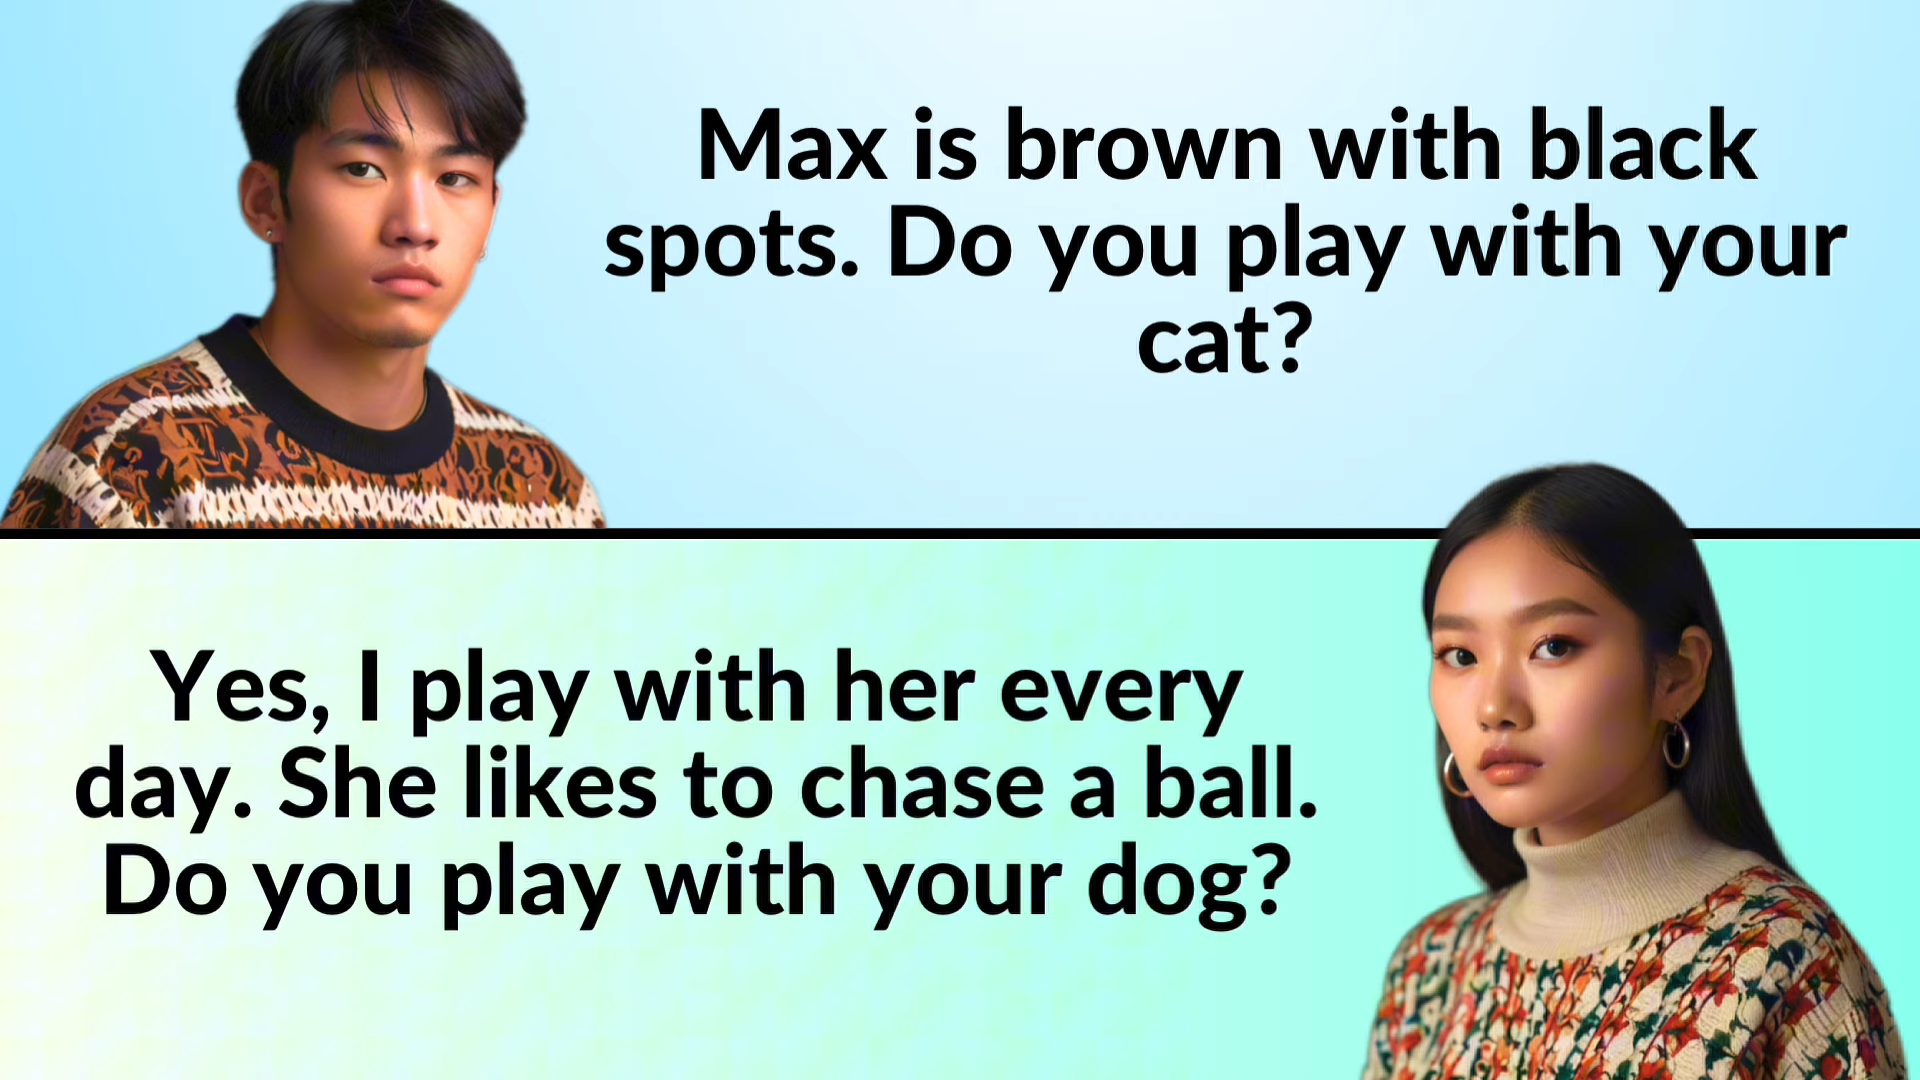 Max is brown with black
spots. Do you play with your
cat?
Yes, I play with her every
day. She likes to chase a ball.
Do you play with your dog?